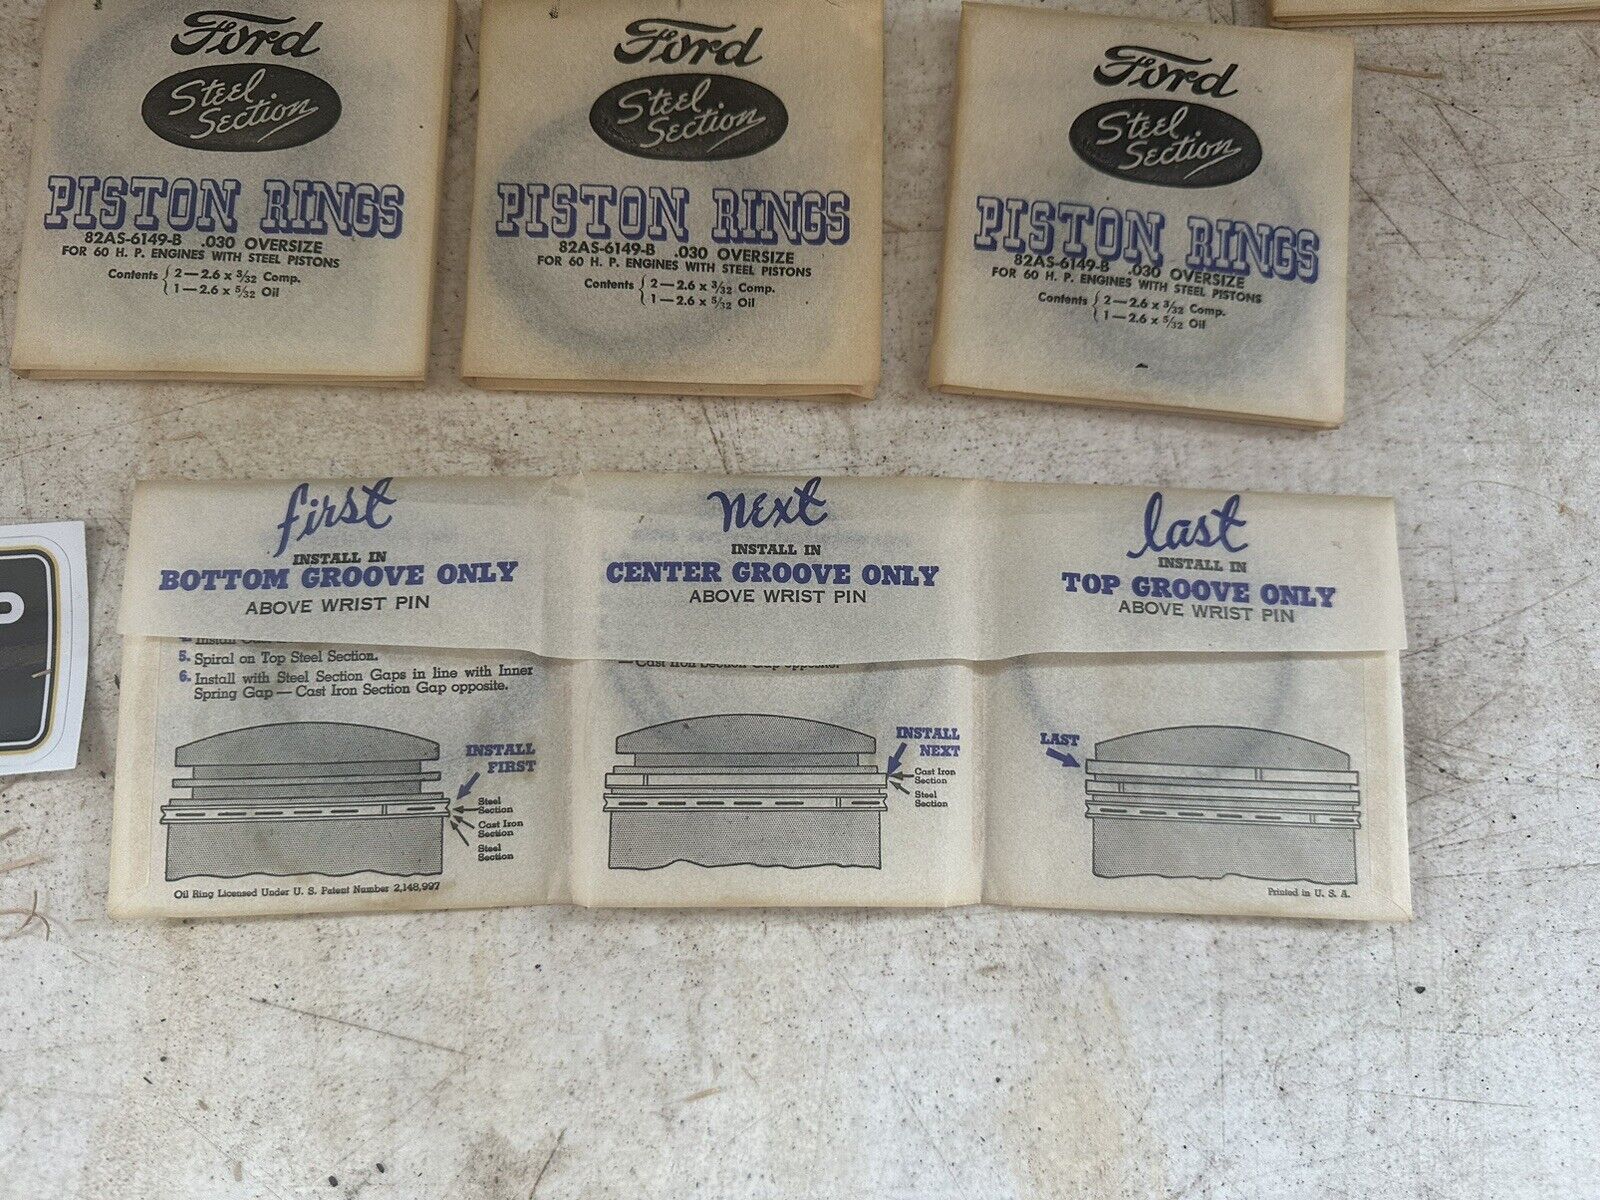 Ford
Steel
Section
PISTON RINGS
82AS-6149-B .030 OVERSIZE
FOR 60 H. P. ENGINES WITH STEEL PISTONS
Contents { 2—2.6 x 3/32 Comp.
1—2.6 x 5/32 Oil
Ford
Steel
Section
PISTON RINGS
82AS-6149-B .030 OVERSIZE
FOR 60 H. P. ENGINES WITH STEEL PISTONS
Contents { 2—2.6 x 3/32 Comp.
1—2.6 x 5/32 Oil
Ford
Steel
Section
PISTON RINGS
82AS-6149-B .030 OVERSIZE
FOR 60 H. P. ENGINES WITH STEEL PISTONS
Contents { 2—2.6 x 3/32 Comp.
1—2.6 x 5/32 Oil
first
INSTALL IN
BOTTOM GROOVE ONLY
ABOVE WRIST PIN
Install
5. Spiral on Top Steel Section.
6. Install with Steel Section Gaps in line with Inner
Spring Gap — Cast Iron Section Gap opposite.
INSTALL
FIRST
Steel
Section
Cast Iron
Section
Steel
Section
Oil Ring Licensed Under U. S. Patent Number 2,148,997
next
INSTALL IN
CENTER GROOVE ONLY
ABOVE WRIST PIN
—Cast Iron Section Gap opposite.
INSTALL
NEXT
Cast Iron
Section
Steel
Section
last
INSTALL IN
TOP GROOVE ONLY
ABOVE WRIST PIN
LAST
Printed in U. S. A.
P